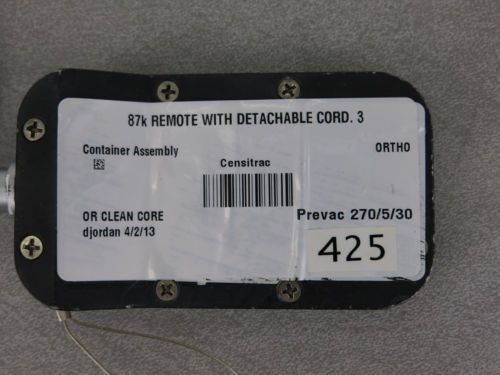 87k REMOTE WITH DETACHABLE CORD. 3
Container Assembly
ORTHO
Censitrac
OR CLEAN CORE
Prevac 270/5/30
djordan 4/2/13
425